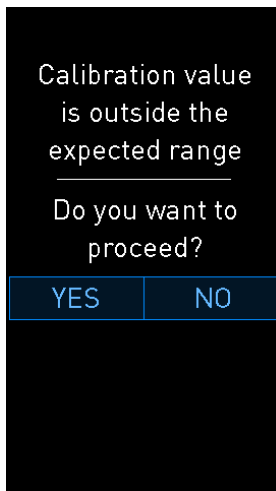 Calibration value
is outside the
expected range
Do you want to
proceed?
YES NO